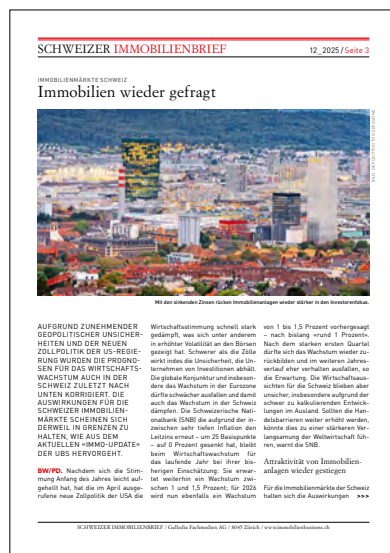 SCHWEIZER IMMOBILIENBRIEF
12_2025/Seite 3
IMMOBILIENMÄRKTE SCHWEIZ
Immobilien wieder gefragt
Mit den sinkenden Zinsen rücken Immobilienanlagen wieder stärker in den Investorenfokus.
AUFGRUND ZUNEHMENDER
GEOPOLITISCHER UNSICHER-
HEITEN UND DER NEUEN
ZOLLPOLITIK DER US-REGIE-
RUNG WURDEN DIE PROGNO-
SEN FÜR DAS WIRTSCHAFTS-
WACHSTUM AUCH IN DER
SCHWEIZ ZULETZT NACH
UNTEN KORRIGIERT. DIE
AUSWIRKUNGEN FÜR DIE
SCHWEIZER IMMOBILIEN-
MÄRKTE SCHEINEN SICH
DERWEIL IN GRENZEN ZU
HALTEN, WIE AUS DEM
AKTUELLEN «IMMO-UPDATE»
DER UBS HERVORGEHT.
BW/PD. Nachdem sich die Stim-
mung Anfang des Jahres leicht auf-
gehellt hat, hat die im April ausge-
rufene neue Zollpolitik der USA die
Wirtschaftsstimmung schnell stark
gedämpft, was sich unter anderem
in erhöhter Volatilität an den Börsen
gezeigt hat. Schwerer als die Zölle
wirkt indes die Unsicherheit, die Un-
ternehmen von Investitionen abhält.
Die globale Konjunktur und insbeson-
dere das Wachstum in der Eurozone
dürfte schwächer ausfallen und damit
auch das Wachstum in der Schweiz
dämpfen. Die Schweizerische Nati-
onalbank (SNB) die aufgrund der in-
zwischen sehr tiefen Inflation den
Leitzins erneut – um 25 Basispunkte
– auf 0 Prozent gesenkt hat, bleibt
beim Wirtschaftswachstum für
das laufende Jahr bei ihrer bis-
herigen Einschätzung: Sie erwar-
tet weiterhin ein Wachstum zwi-
schen 1 und 1,5 Prozent; für 2026
wird nun ebenfalls ein Wachstum
von 1 bis 1,5 Prozent vorhergesagt
– nach bislang «rund 1 Prozent».
Nach dem starken ersten Quartal
dürfte sich das Wachstum wieder zu-
rückbilden und im weiteren Jahres-
verlauf eher verhalten ausfallen, so
die Erwartung. Die Wirtschaftsaus-
sichten für die Schweiz blieben aber
unsicher, insbesondere aufgrund der
schwer zu kalkulierenden Entwick-
lungen im Ausland. Sollten die Han-
delsbarrieren weiter erhöht werden,
könnte dies zu einer stärkeren Ver-
langsamung der Weltwirtschaft füh-
ren, warnt die SNB.
Attraktivität von Immobilien-
anlagen wieder gestiegen
Für die Immobilienmärkte der Schweiz
halten sich die Auswirkungen >>>
SCHWEIZER IMMOBILIENBRIEF / Galledia Fachmedien AG / 8045 Zürich / www.immobilienbusiness.ch